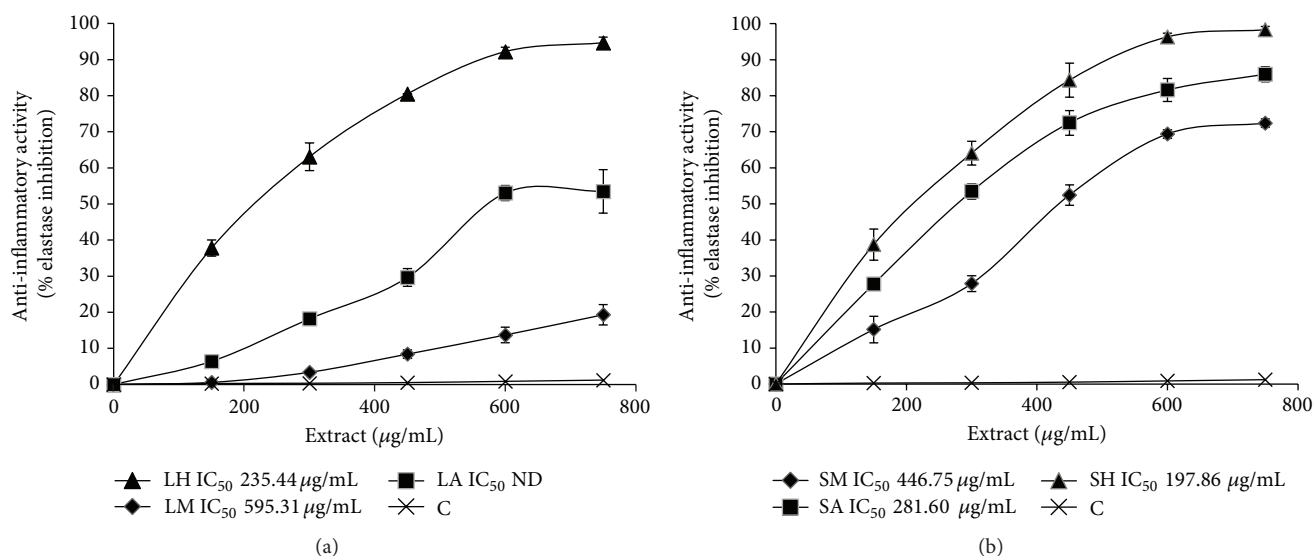 100
90
80
70
60
50
40
30
20
10
0
Anti-inflammatory activity
(% elastase inhibition)
0 200 400 600 800
Extract (µg/mL)
LH IC50 235.44 µg/mL LA IC50 ND
LM IC50 595.31 µg/mL C
(a)
100
90
80
70
60
50
40
30
20
10
0
Anti-inflammatory activity
(% elastase inhibition)
0 200 400 600 800
Extract (µg/mL)
SM IC50 446.75 µg/mL SH IC50 197.86 µg/mL
SA IC50 281.60 µg/mL C
(b)